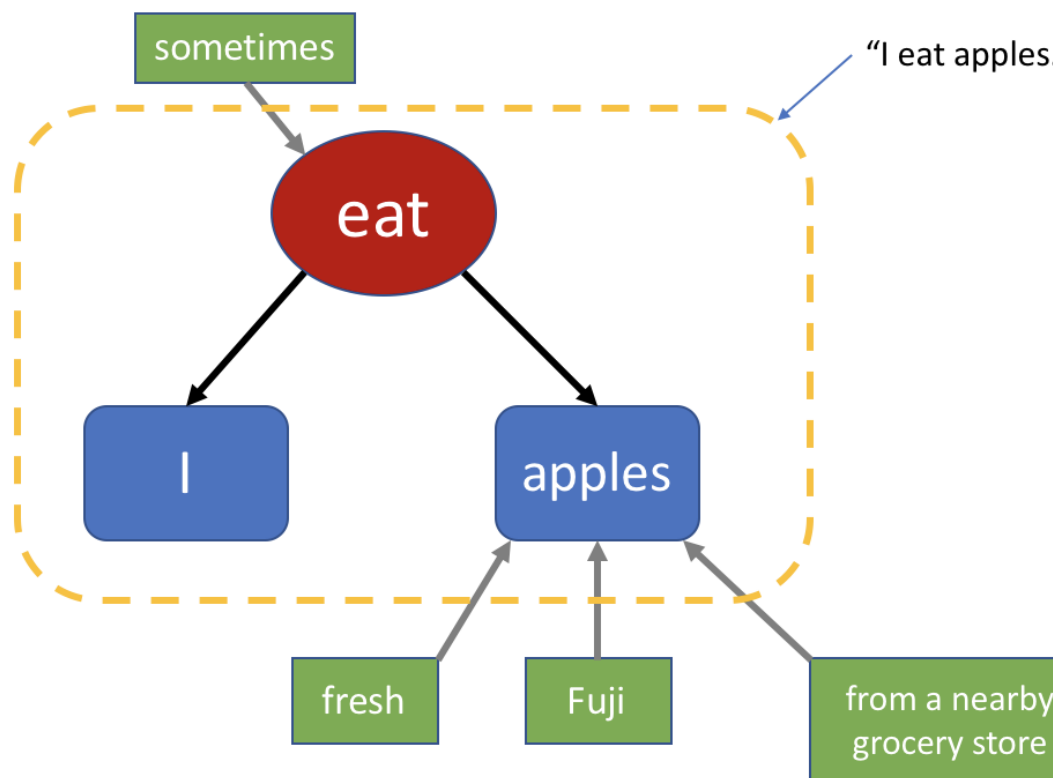 sometimes
“I eat apples.
eat
I
apples
fresh
Fuji
from a nearby
grocery store